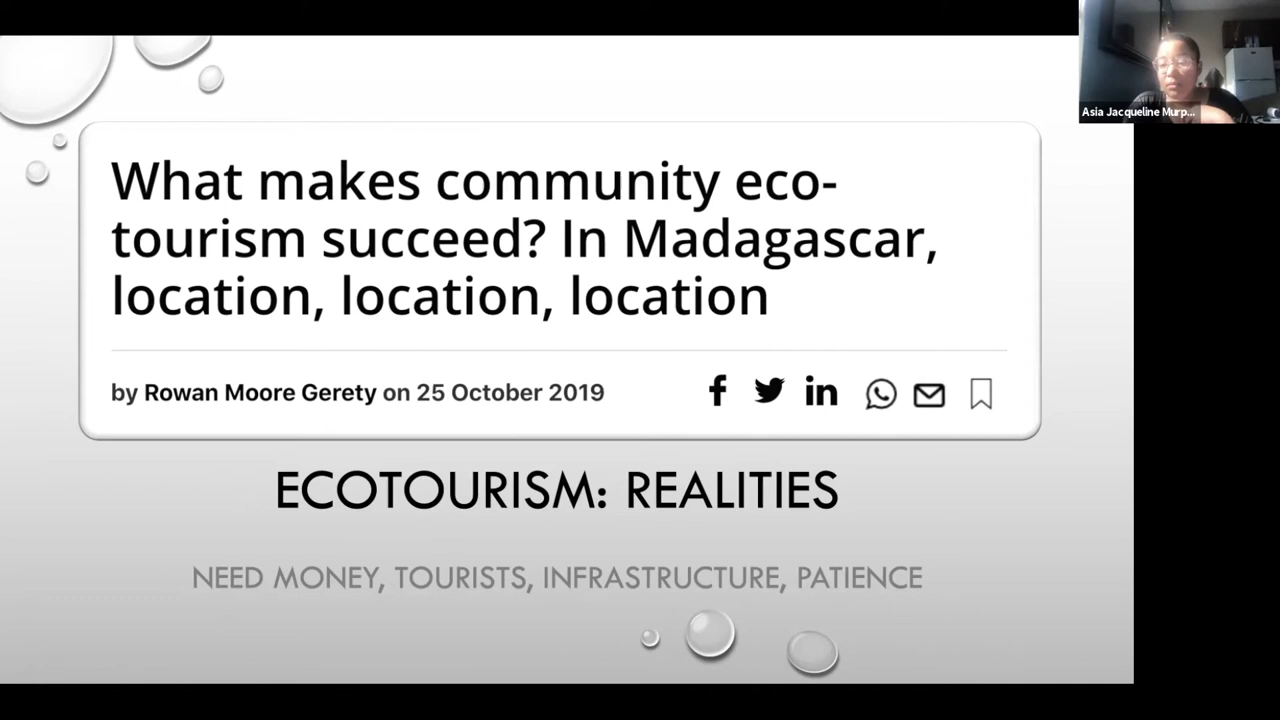 What makes community eco-
tourism succeed? In Madagascar,
location, location, location
by Rowan Moore Gerety on 25 October 2019
ECOTOURISM: REALITIES
NEED MONEY, TOURISTS, INFRASTRUCTURE, PATIENCE
Asia Jacqueline Murp...